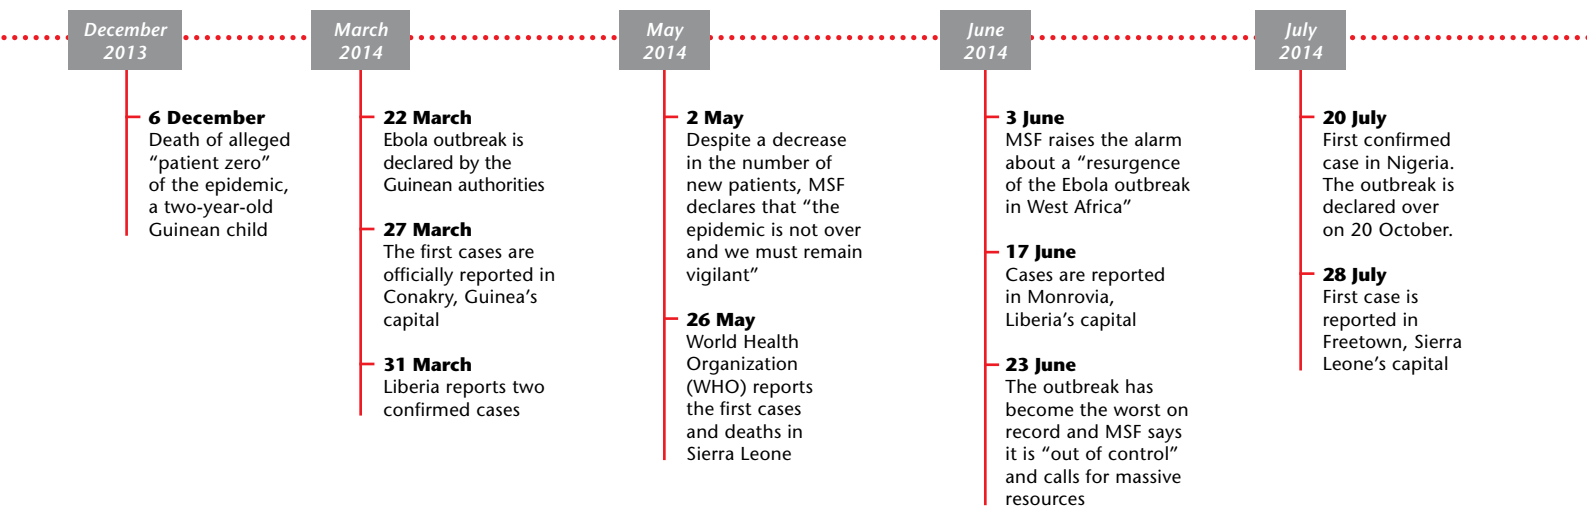 December
2013
6 December
Death of alleged
“patient zero”
of the epidemic,
a two-year-old
Guinean child
March
2014
22 March
Ebola outbreak is
declared by the
Guinean authorities
27 March
The first cases are
officially reported in
Conakry, Guinea’s
capital
31 March
Liberia reports two
confirmed cases
May
2014
2 May
Despite a decrease
in the number of
new patients, MSF
declares that “the
epidemic is not over
and we must remain
vigilant”
26 May
World Health
Organization
(WHO) reports
the first cases
and deaths in
Sierra Leone
June
2014
3 June
MSF raises the alarm
about a “resurgence
of the Ebola outbreak
in West Africa”
17 June
Cases are reported
in Monrovia,
Liberia’s capital
23 June
The outbreak has
become the worst on
record and MSF says
it is “out of control”
and calls for massive
resources
July
2014
20 July
First confirmed
case in Nigeria.
The outbreak is
declared over
on 20 October.
28 July
First case is
reported in
Freetown, Sierra
Leone’s capital